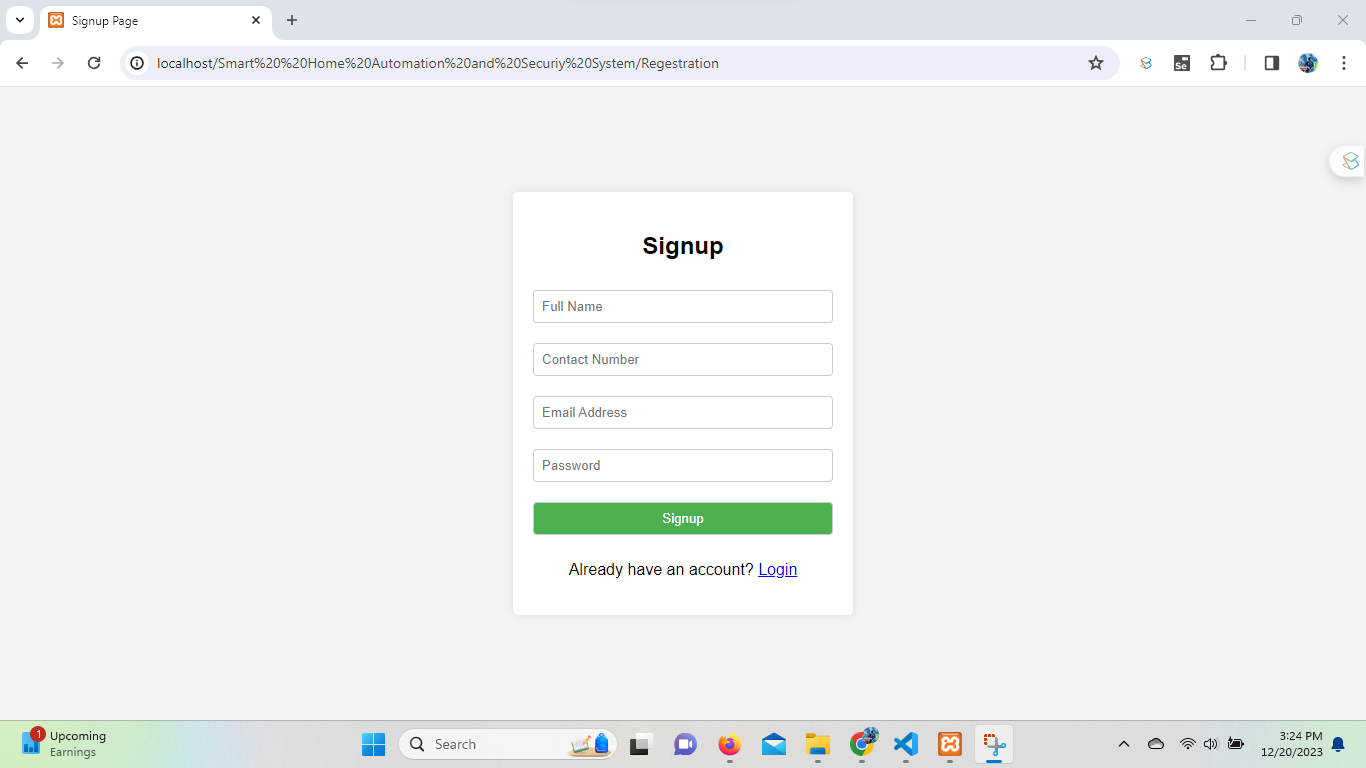 Signup Page
localhost/Smart%20%20Home%20Automation%20and%20Securiy%20System/Regestration
Se
Signup
Full Name
Contact Number
Email Address
Password
Signup
Already have an account? Login
1
Upcoming
Earnings
Search
3:24 PM
12/20/2023